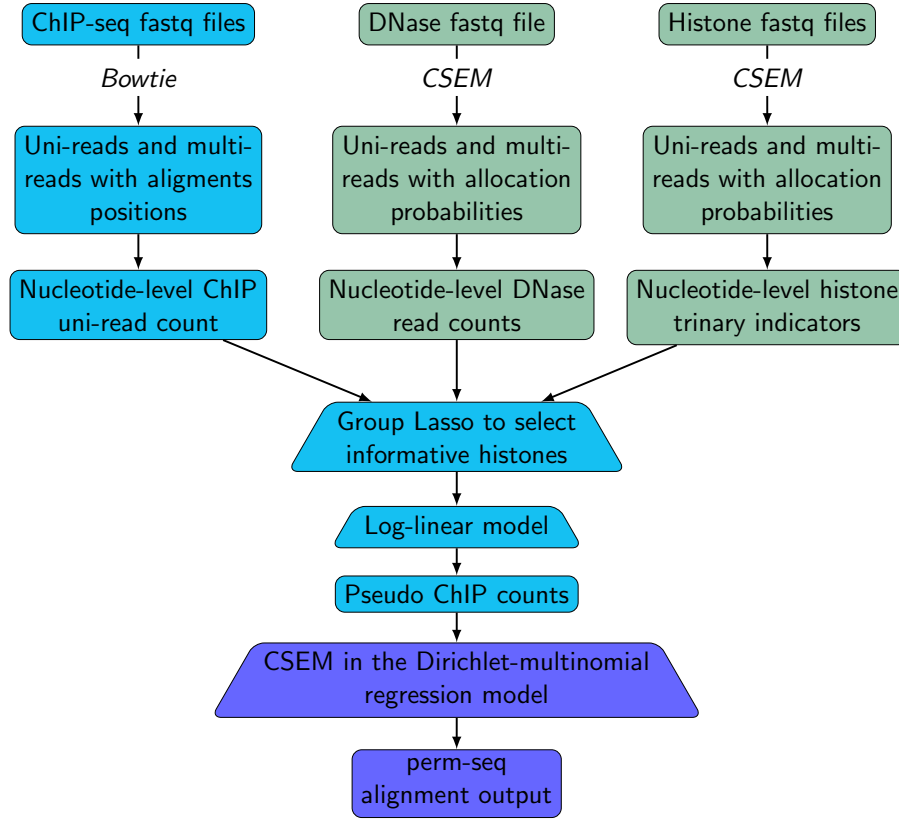 ChIP-seq fastq files
DNase fastq file
Histone fastq files
Bowtie
CSEM
CSEM
Uni-reads and multi-
reads with aligments
positions
Uni-reads and multi-
reads with allocation
probabilities
Uni-reads and multi-
reads with allocation
probabilities
Nucleotide-level ChIP
uni-read count
Nucleotide-level DNase
read counts
Nucleotide-level histone
trinary indicators
Group Lasso to select
informative histones
Log-linear model
Pseudo ChIP counts
CSEM in the Dirichlet-multinomial
regression model
perm-seq
alignment output